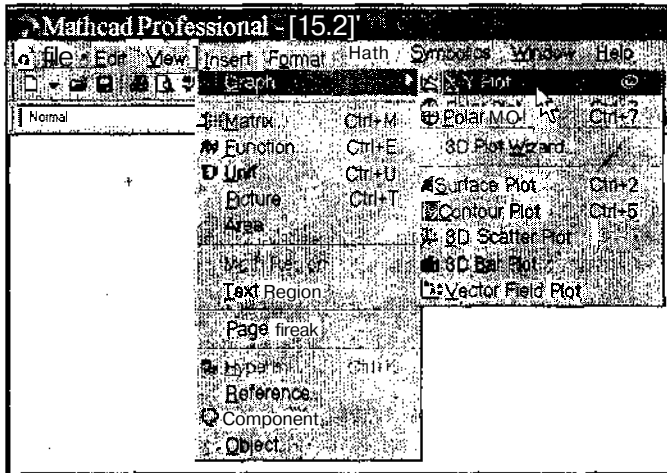 Mathcad Professional - [15.2]'
file Edit View Insert Format Hath Symbolics Window Help
Graph
X-Y Plot @
Normal
Matrix... Ctrl+M
Polar MO! Ctrl+7
Function... Ctrl+E
3D Plot Wizard...
Unit... Ctrl+U
Surface Plot Ctrl+2
Picture Ctrl+T
Contour Plot Ctrl+5
Area
3D Scatter Plot
3D Bar Plot
Text Region
Vector Field Plot
Page fireak
Reference...
Component...
Object...